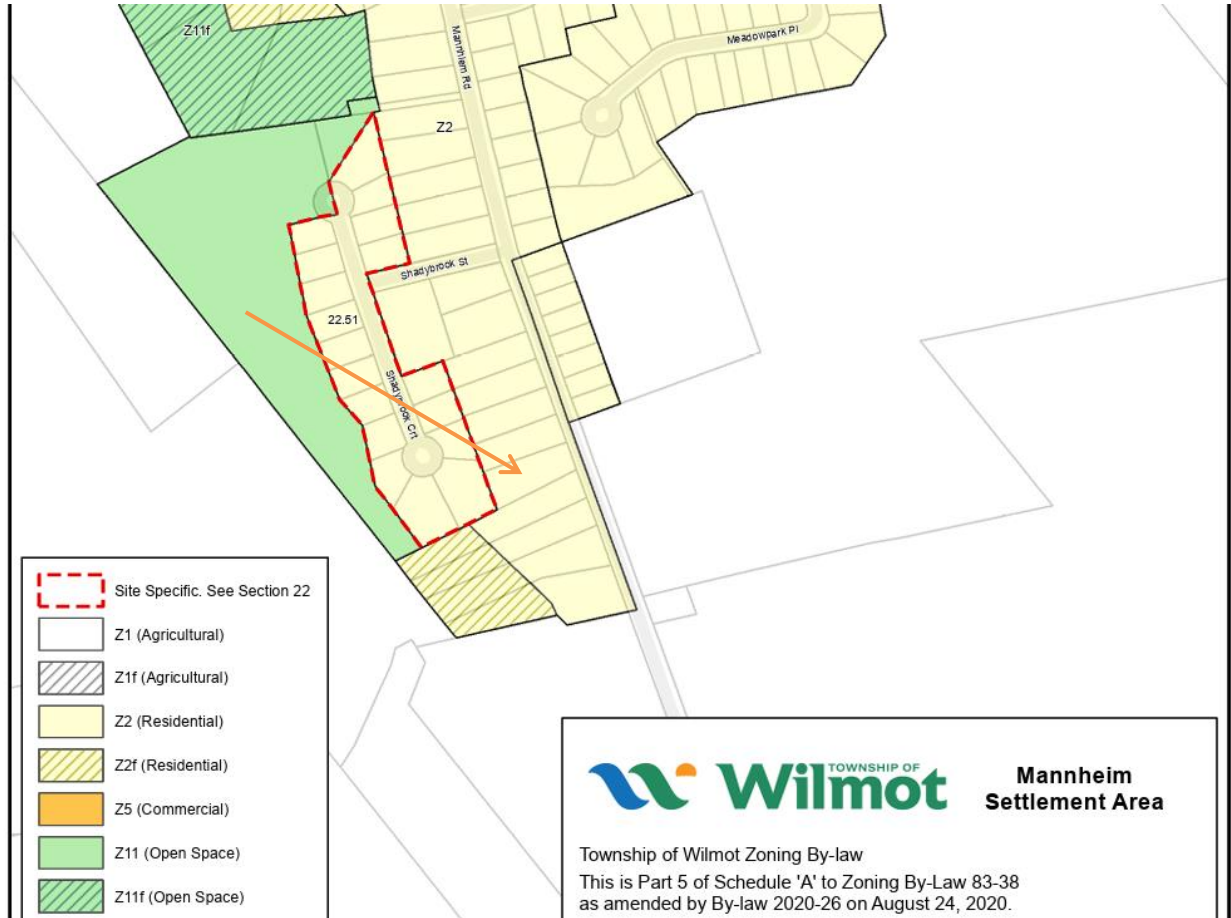 Z11f
Mannhiem Rd
Meadowpark Pl
Z2
Shadybrook St
22.51
Shadybrook Crt
Site Specific. See Section 22
Z1 (Agricultural)
Z1f (Agricultural)
Z2 (Residential)
Z2f (Residential)
Z5 (Commercial)
Z11 (Open Space)
Z11f (Open Space)
TOWNSHIP OF
Wilmot
Mannheim
Settlement Area
Township of Wilmot Zoning By-law
This is Part 5 of Schedule 'A' to Zoning By-Law 83-38
as amended by By-law 2020-26 on August 24, 2020.